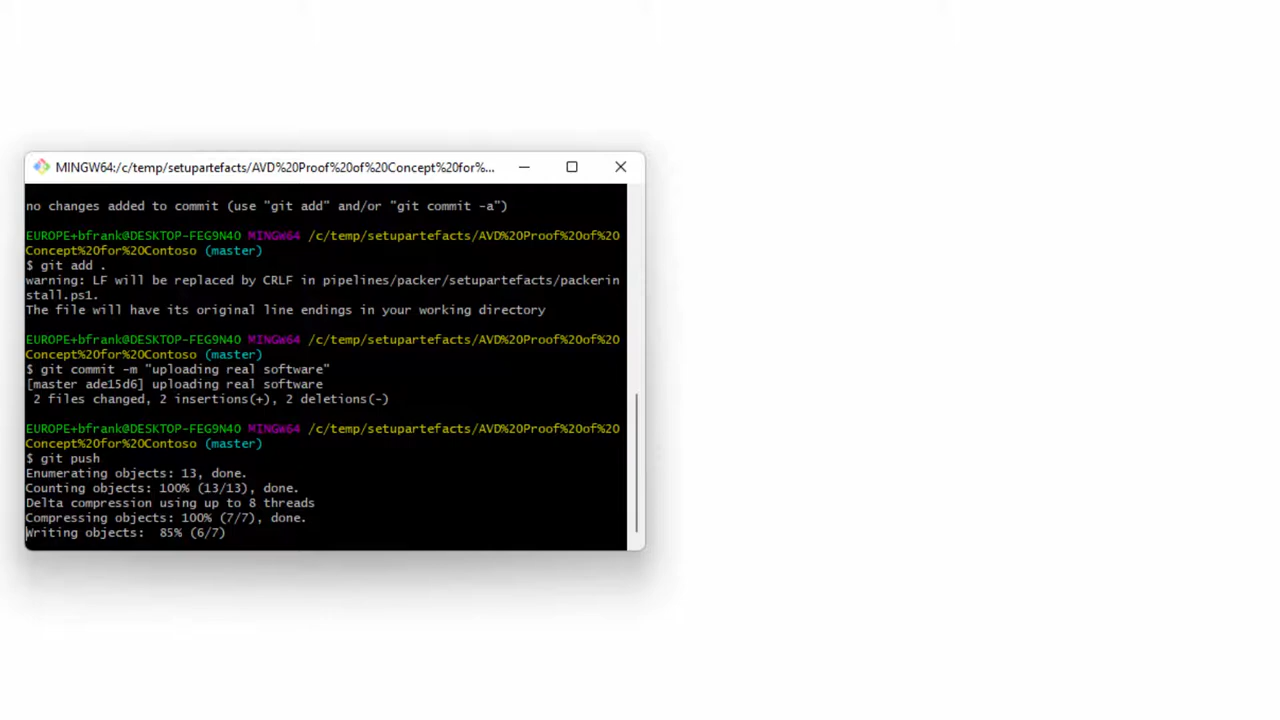 MINGW64:/c/temp/setupartefacts/AVD%20Proof%20of%20Concept%20for%...
no changes added to commit (use "git add" and/or "git commit -a")
EUROPE+bfrank@DESKTOP-FEG9N40 MINGW64 /c/temp/setupartefacts/AVD%20Proof%20of%20
Concept%20for%20Contoso (master)
$ git add .
warning: LF will be replaced by CRLF in pipelines/packer/setupartefacts/packerin
stall.ps1.
The file will have its original line endings in your working directory
EUROPE+bfrank@DESKTOP-FEG9N40 MINGW64 /c/temp/setupartefacts/AVD%20Proof%20of%20
Concept%20for%20Contoso (master)
$ git commit -m "uploading real software"
[master ade15d6] uploading real software
 2 files changed, 2 insertions(+), 2 deletions(-)
EUROPE+bfrank@DESKTOP-FEG9N40 MINGW64 /c/temp/setupartefacts/AVD%20Proof%20of%20
Concept%20for%20Contoso (master)
$ git push
Enumerating objects: 13, done.
Counting objects: 100% (13/13), done.
Delta compression using up to 8 threads
Compressing objects: 100% (7/7), done.
Writing objects:  85% (6/7)